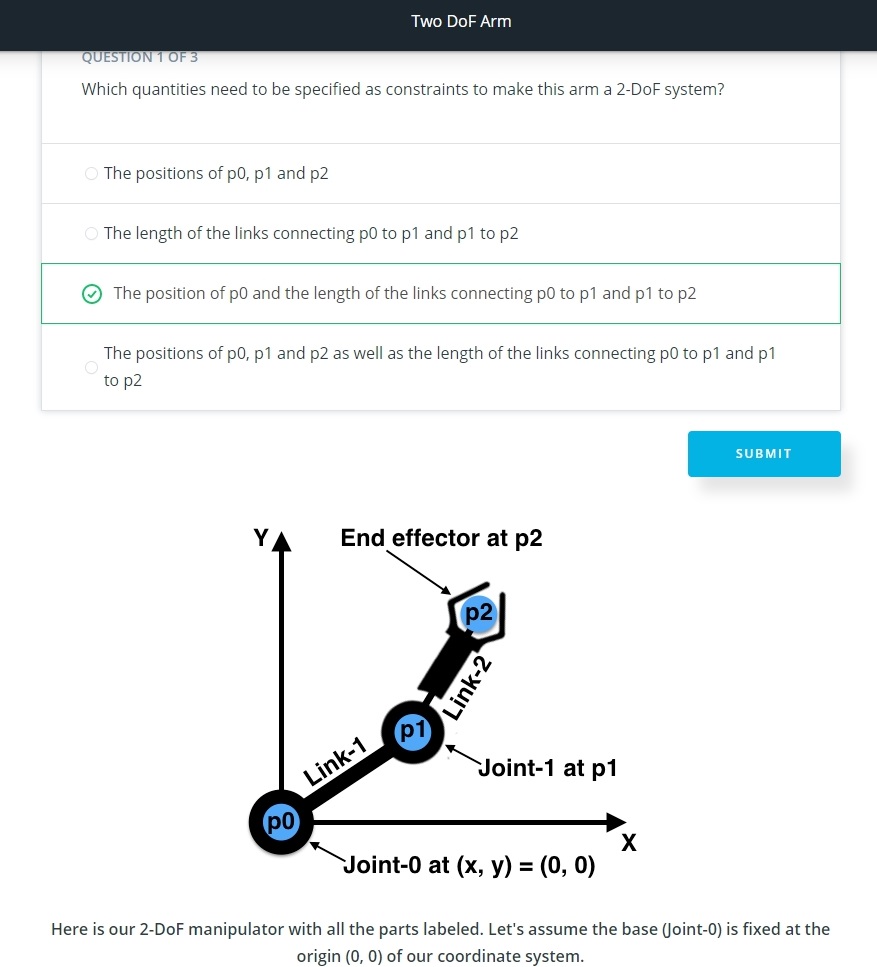 Two DoF Arm
QUESTION 1 OF 3
Which quantities need to be specified as constraints to make this arm a 2-DoF system?
The positions of p0, p1 and p2
The length of the links connecting p0 to p1 and p1 to p2
The position of p0 and the length of the links connecting p0 to p1 and p1 to p2
The positions of p0, p1 and p2 as well as the length of the links connecting p0 to p1 and p1
to p2
SUBMIT
Y
End effector at p2
p2
Link-2
p1
Link-1
Joint-1 at p1
p0
X
Joint-0 at (x, y) = (0, 0)
Here is our 2-DoF manipulator with all the parts labeled. Let's assume the base (Joint-0) is fixed at the
origin (0, 0) of our coordinate system.